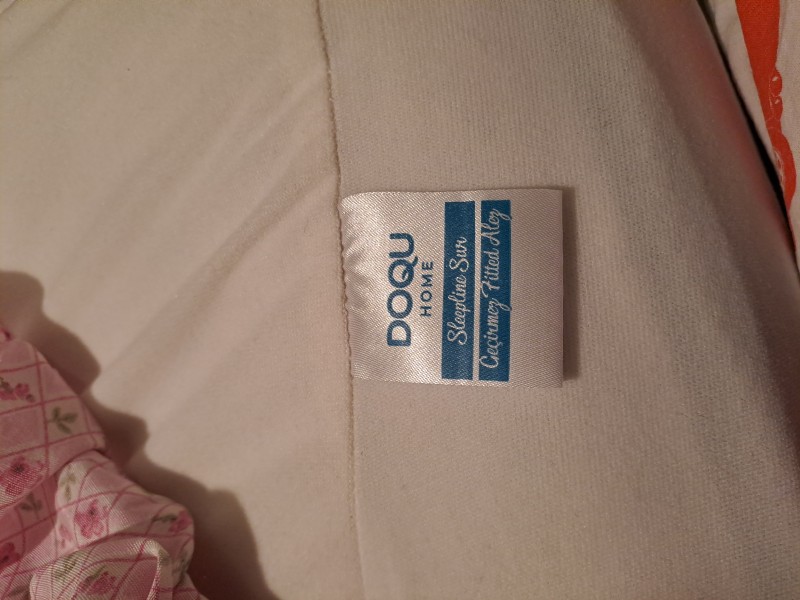 DOQU
HOME
Sleepline Sıvı
Geçirmez Fitted Alez